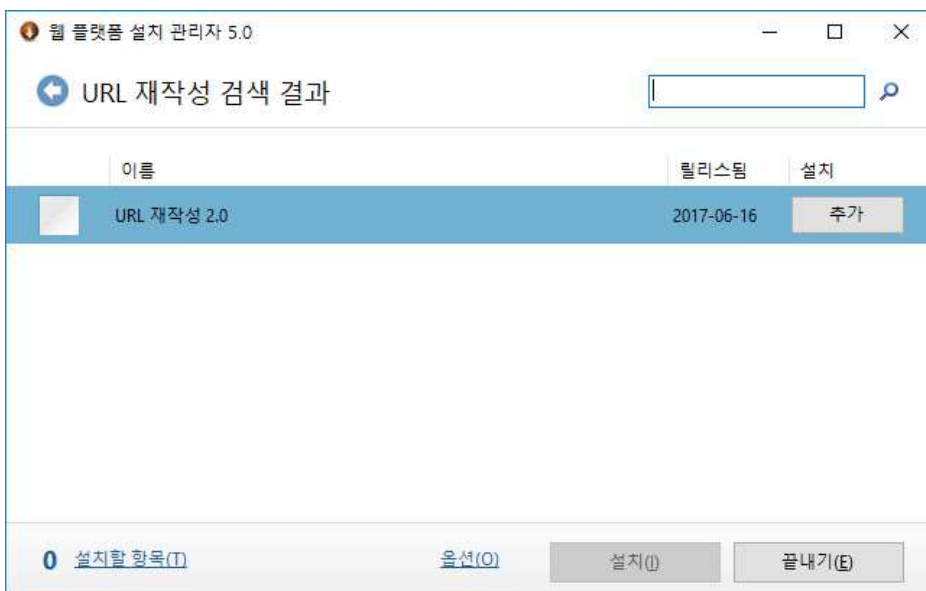 웹 플랫폼 설치 관리자 5.0
URL 재작성 검색 결과
이름 릴리스됨 설치
URL 재작성 2.0 2017-06-16 추가
0 설치할 항목(T) 옵션(O) 설치(I) 끝내기(E)